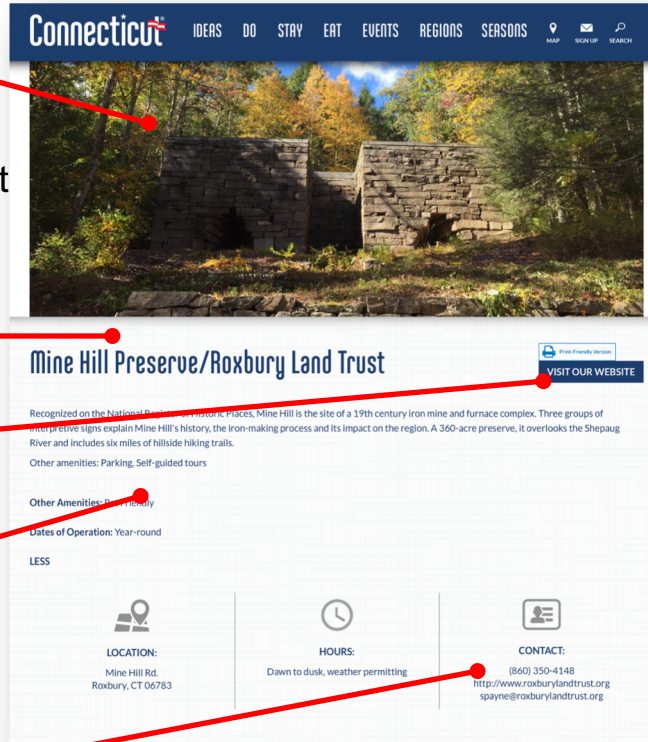 Connecticut
IDEAS DO STAY EAT EVENTS REGIONS SEASONS
MAP SIGN UP SEARCH
t
Mine Hill Preserve/Roxbury Land Trust
Print-Friendly Version
VISIT OUR WEBSITE
Recognized on the National Register of Historic Places, Mine Hill is the site of a 19th century iron mine and furnace complex. Three groups of
interpretive signs explain Mine Hill's history, the iron-making process and its impact on the region. A 360-acre preserve, it overlooks the Shepaug
River and includes six miles of hillside hiking trails.
Other amenities: Parking, Self-guided tours
Other Amenities: Pet Friendly
Dates of Operation: Year-round
LESS
LOCATION:
Mine Hill Rd.
Roxbury, CT 06783
HOURS:
Dawn to dusk, weather permitting
CONTACT:
(860) 350-4148
http://www.roxburylandtrust.org
spayne@roxburylandtrust.org